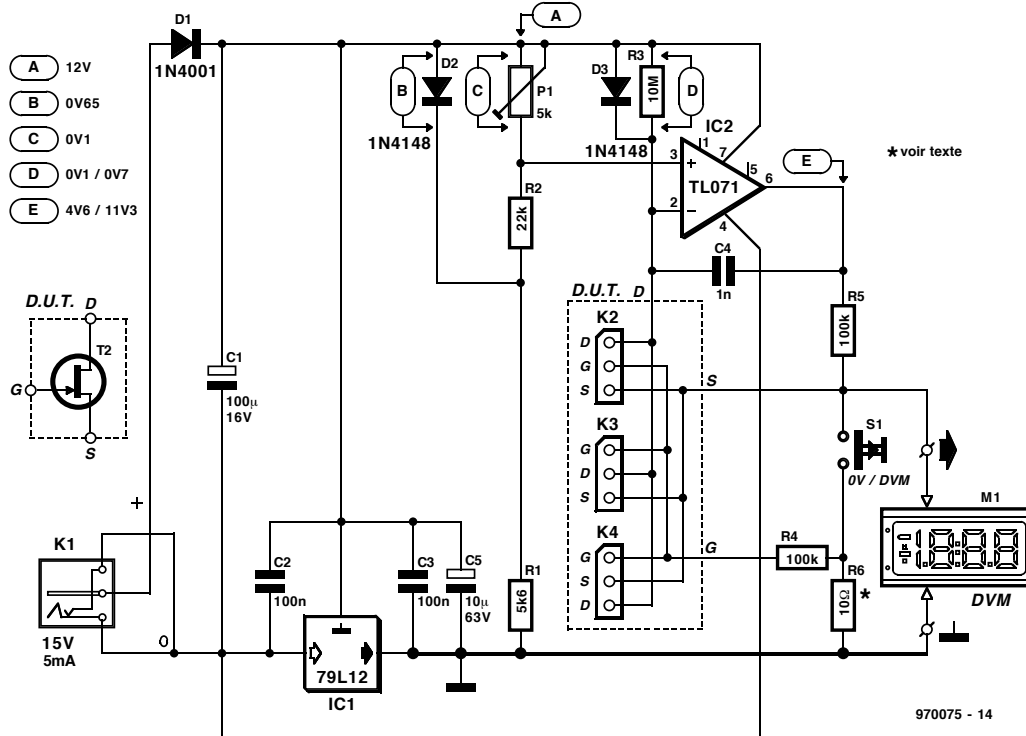 A 12V
B 0V65
C 0V1
D 0V1 / 0V7
E 4V6 / 11V3
D1
1N4001
A
B
D2
1N4148
C
P1
5k
D3
1N4148
R3
10M
D
IC2
1
7
5
3
+
TL071
6
2
−
4
E
* voir texte
R2
22k
C4
1n
D.U.T. D
T2
G
S
C1
100µ
16V
D.U.T. D
K2
D
G
S
S
K3
G
D
S
K4
G
S
D
G
R5
100k
S1
0V / DVM
M1
18.8.8
DVM
R4
100k
R6
10Ω
*
+
K1
15V
5mA
0
C2
100n
C3
100n
C5
10µ
63V
R1
5k6
79L12
IC1
970075 - 14